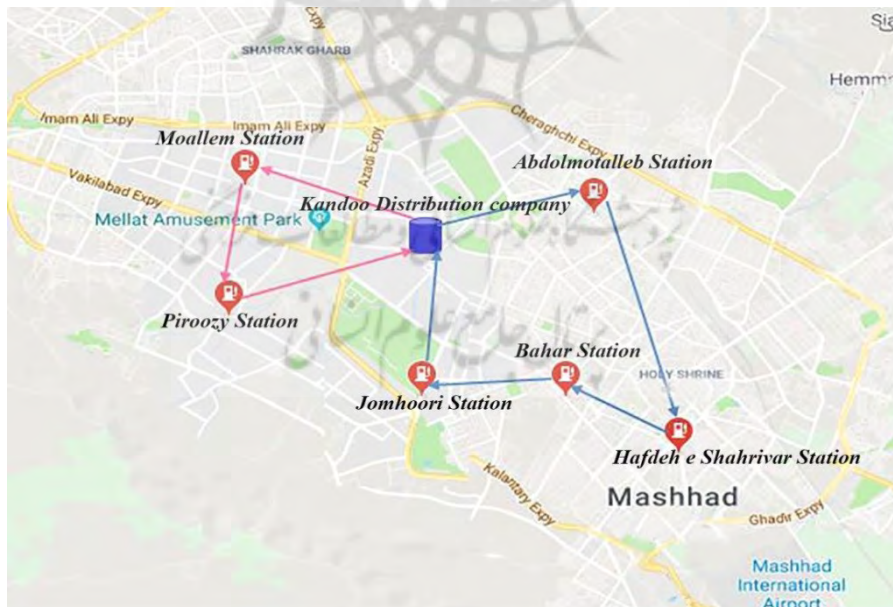 SHAHRAK GHARB
Hemm
Imam Ali Expy
Imam Ali Expy
Cheraghchi Expy
Moallem Station
Azadi Expy
Abdolmotalleb Station
Vakilabad Expy
Kandoo Distribution company
Mellat Amusement Park
Piroozy Station
Bahar Station
HOLY SHRINE
Jomhoori Station
Hafdeh e Shahrivar Station
Kalantary Expy
Mashhad
Ghadir Expy
Mashhad
International
Airport